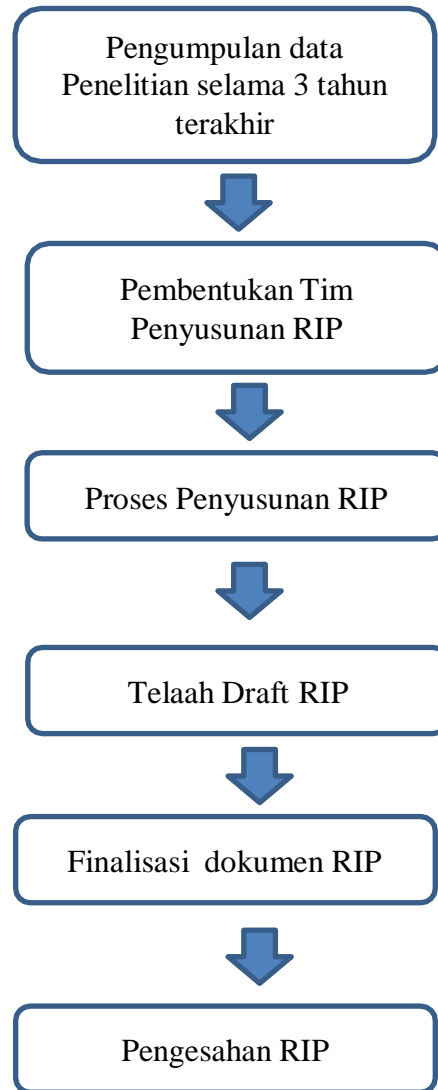 Pengumpulan data
Penelitian selama 3 tahun
terakhir
Pembentukan Tim
Penyusunan RIP
Proses Penyusunan RIP
Telaah Draft RIP
Finalisasi dokumen RIP
Pengesahan RIP